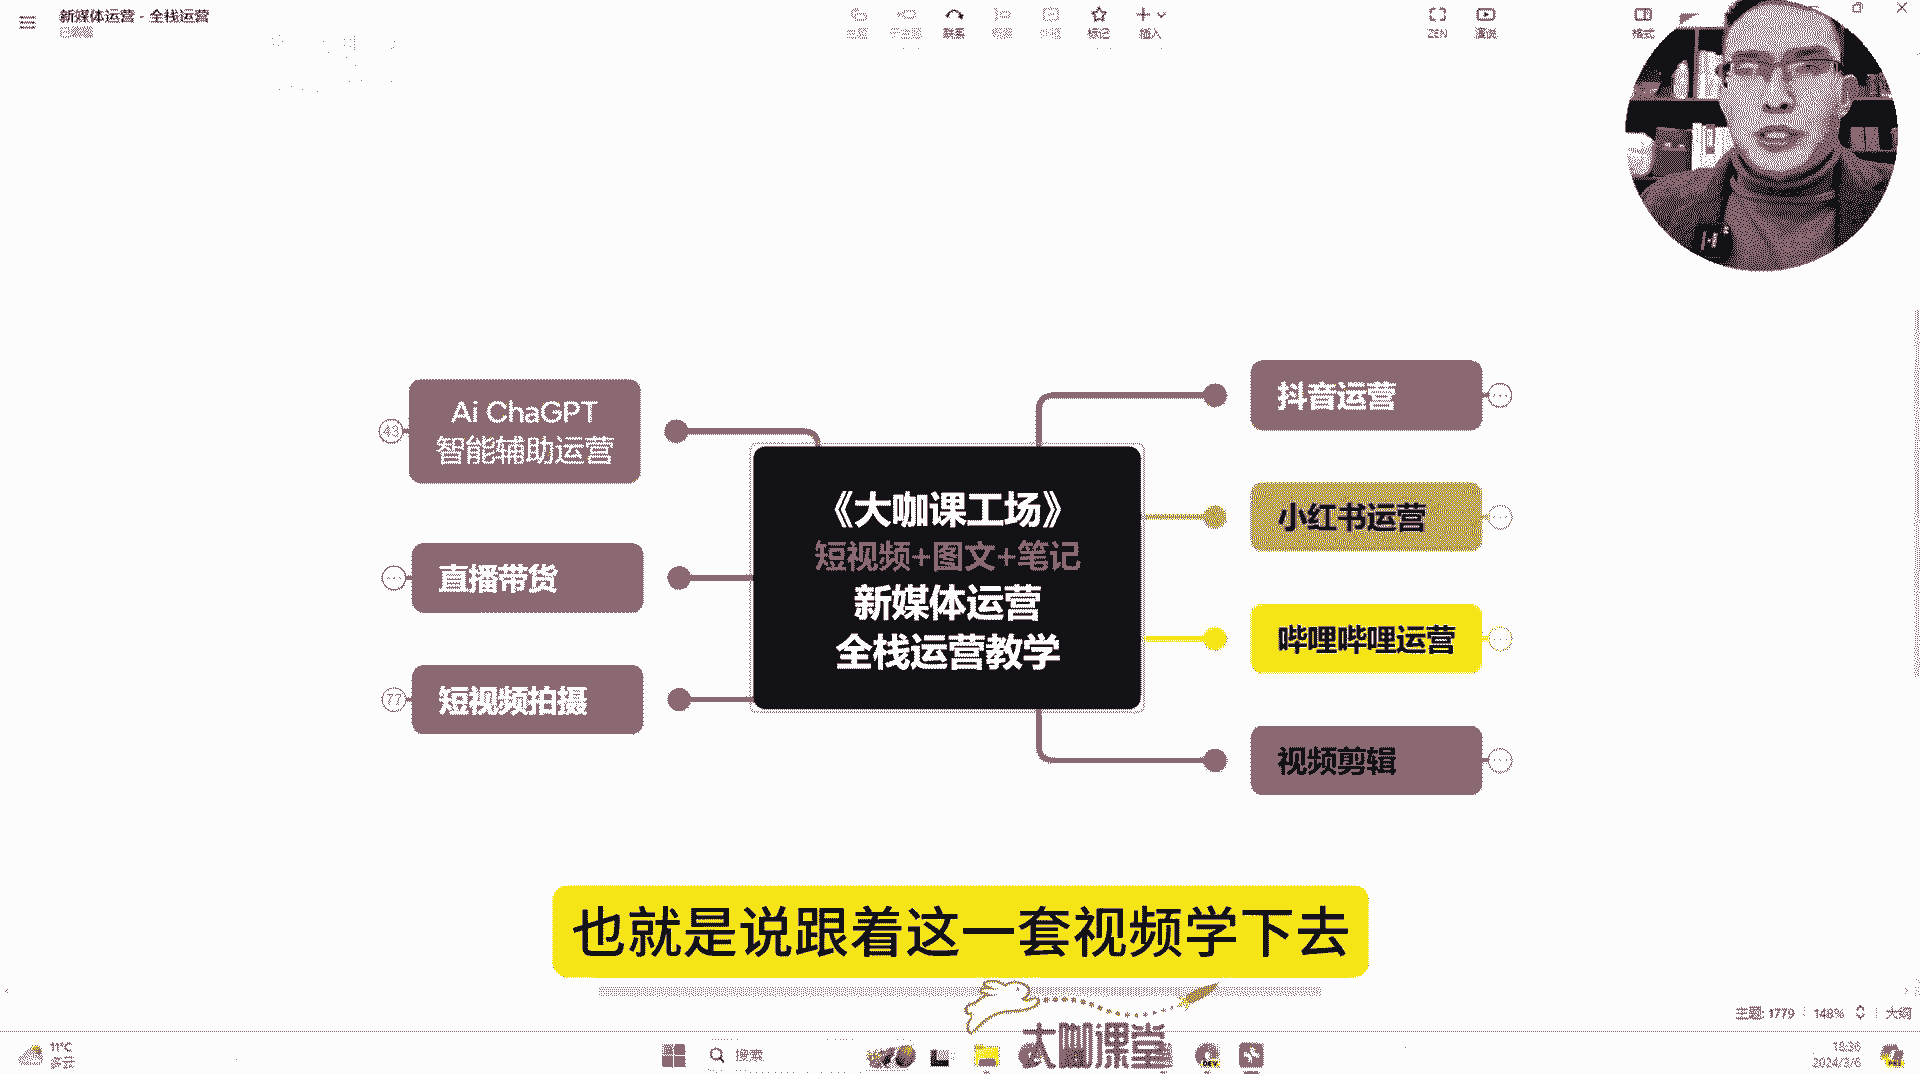 新媒体运营 - 全栈运营
已编辑
联系
标记
插入
ZEN
演说
格式
Ai ChaGPT
智能辅助运营
43
直播带货
短视频拍摄
77
《大咖课工场》
短视频+图文+笔记
新媒体运营
全栈运营教学
抖音运营
小红书运营
哔哩哔哩运营
视频剪辑
也就是说跟着这一套视频学下去
大咖课堂
主题: 1779
148%
大纲
11°C
多云
搜索
18:36
2024/3/6